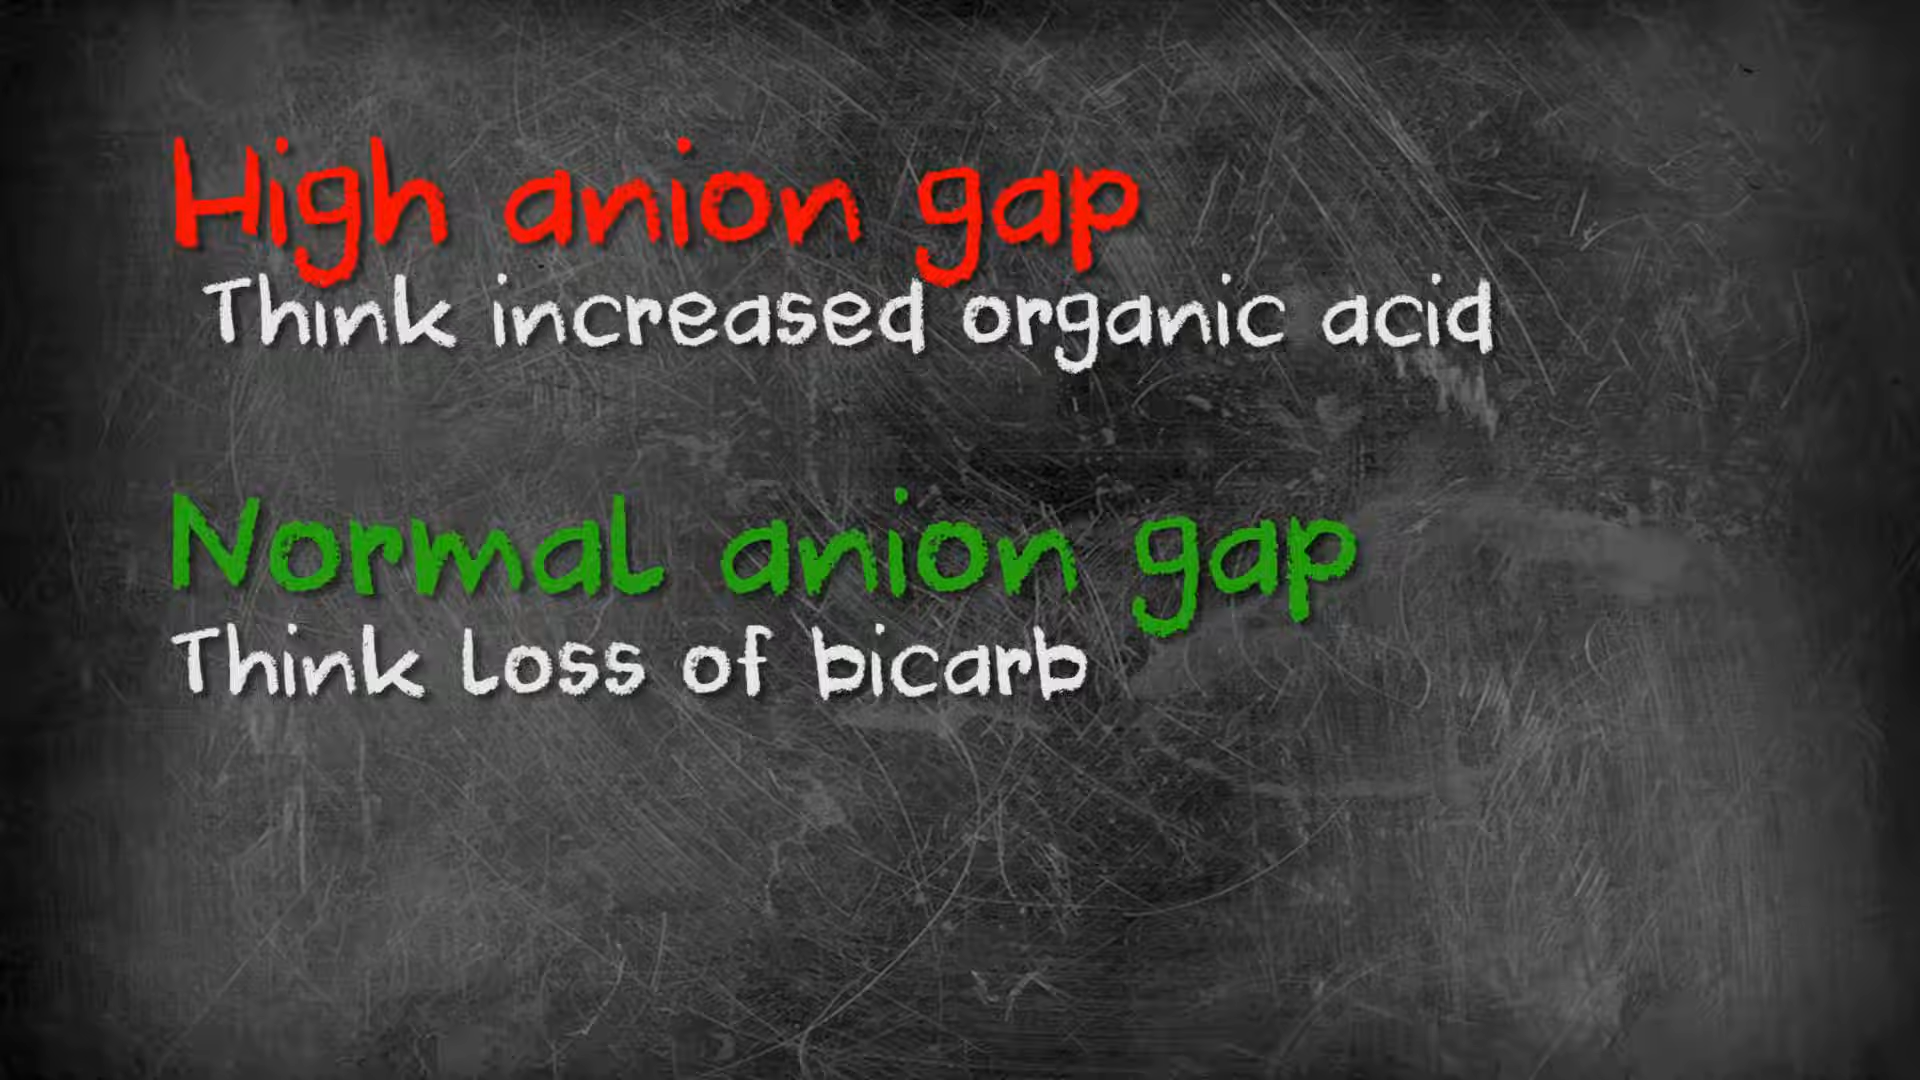 High anion gap
Think increased organic acid
Normal anion gap
Think loss of bicarb